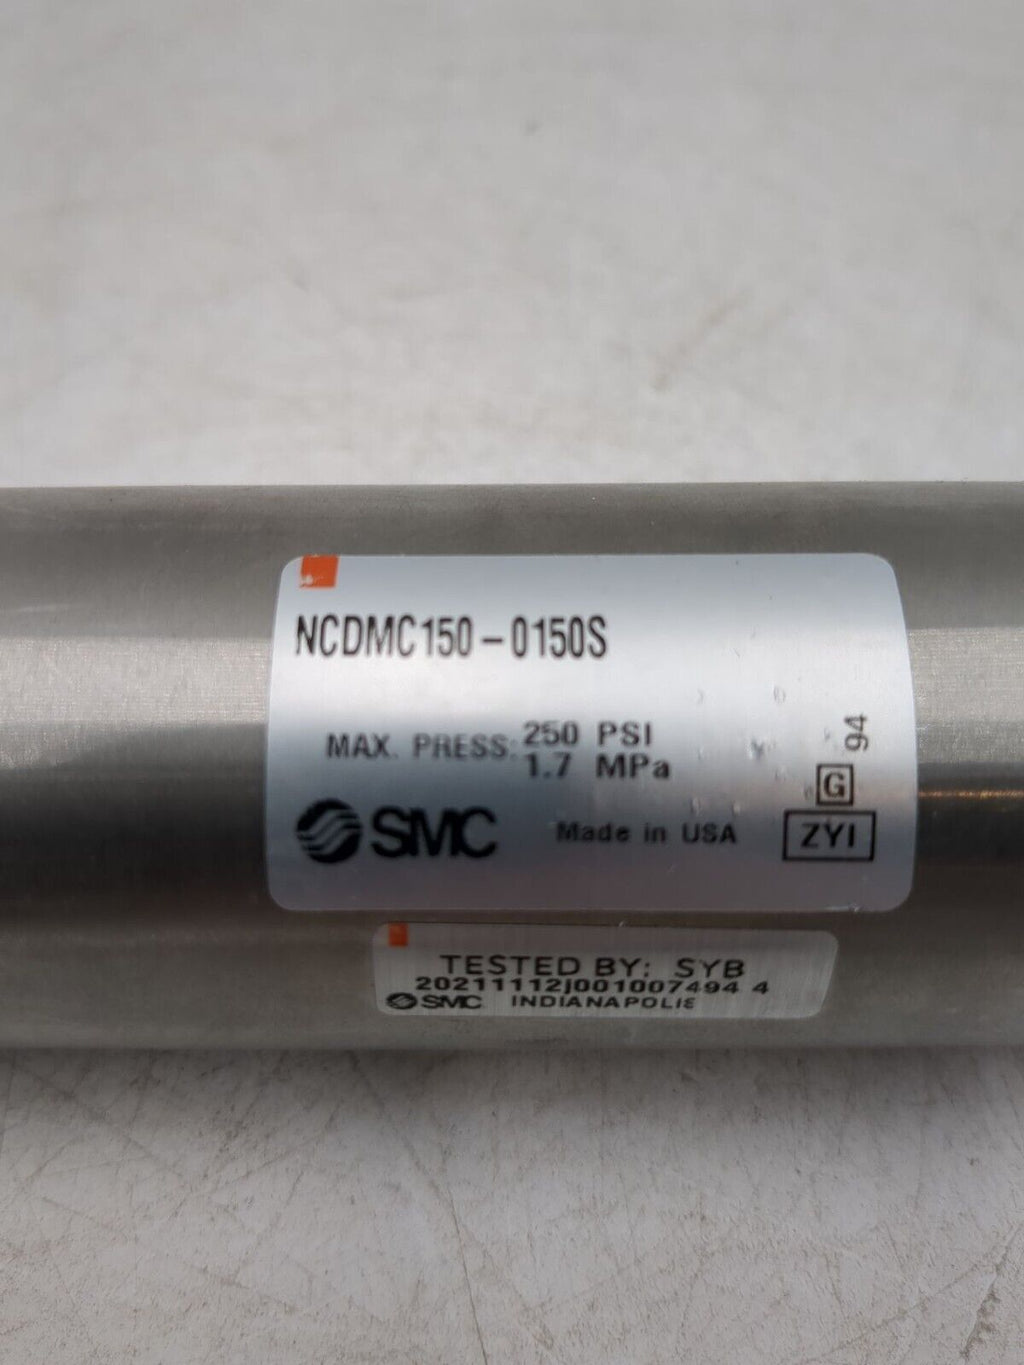 NCDMC150-0150S
MAX. PRESS: 250 PSI
1.7 MPa
94
G
SMC Made in USA ZYI
TESTED BY: SYB
20211112j001007494 4
SMC INDIANAPOLIS